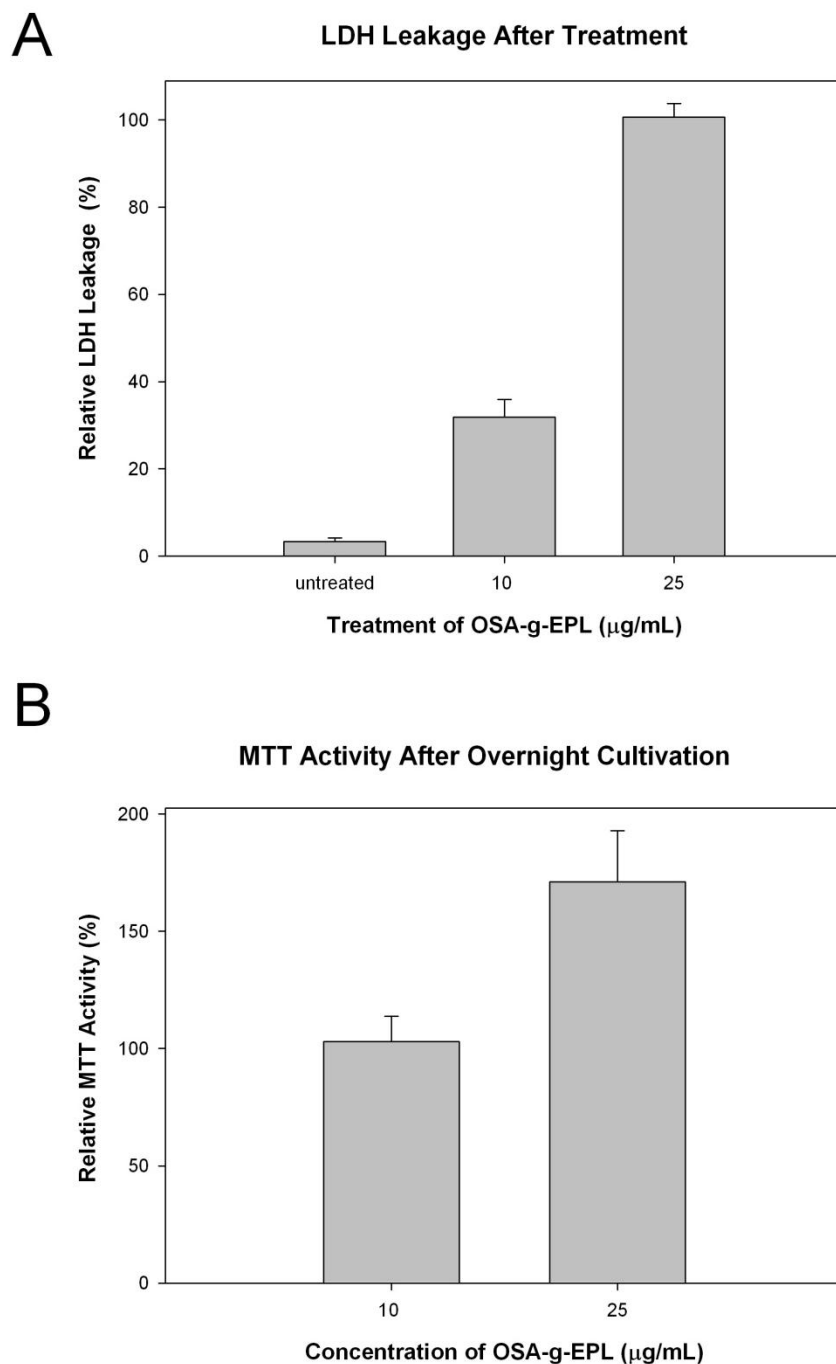 A
LDH Leakage After Treatment
Relative LDH Leakage (%)
100
80
60
40
20
0
untreated 10 25
Treatment of OSA-g-EPL (μg/mL)
B
MTT Activity After Overnight Cultivation
Relative MTT Activity (%)
200
150
100
50
0
10 25
Concentration of OSA-g-EPL (μg/mL)